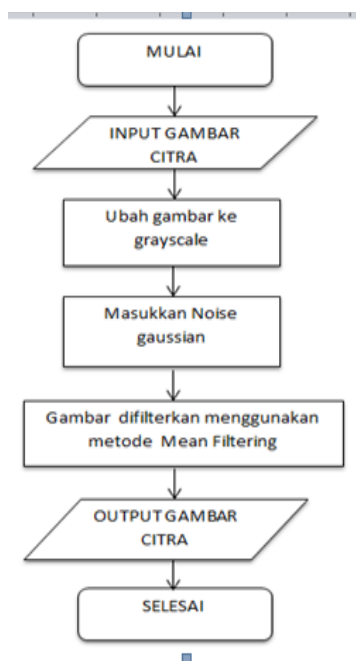 MULAI
INPUT GAMBAR
CITRA
Ubah gambar ke
grayscale
Masukkan Noise
gaussian
Gambar difilterkan menggunakan
metode Mean Filtering
OUTPUT GAMBAR
CITRA
SELESAI